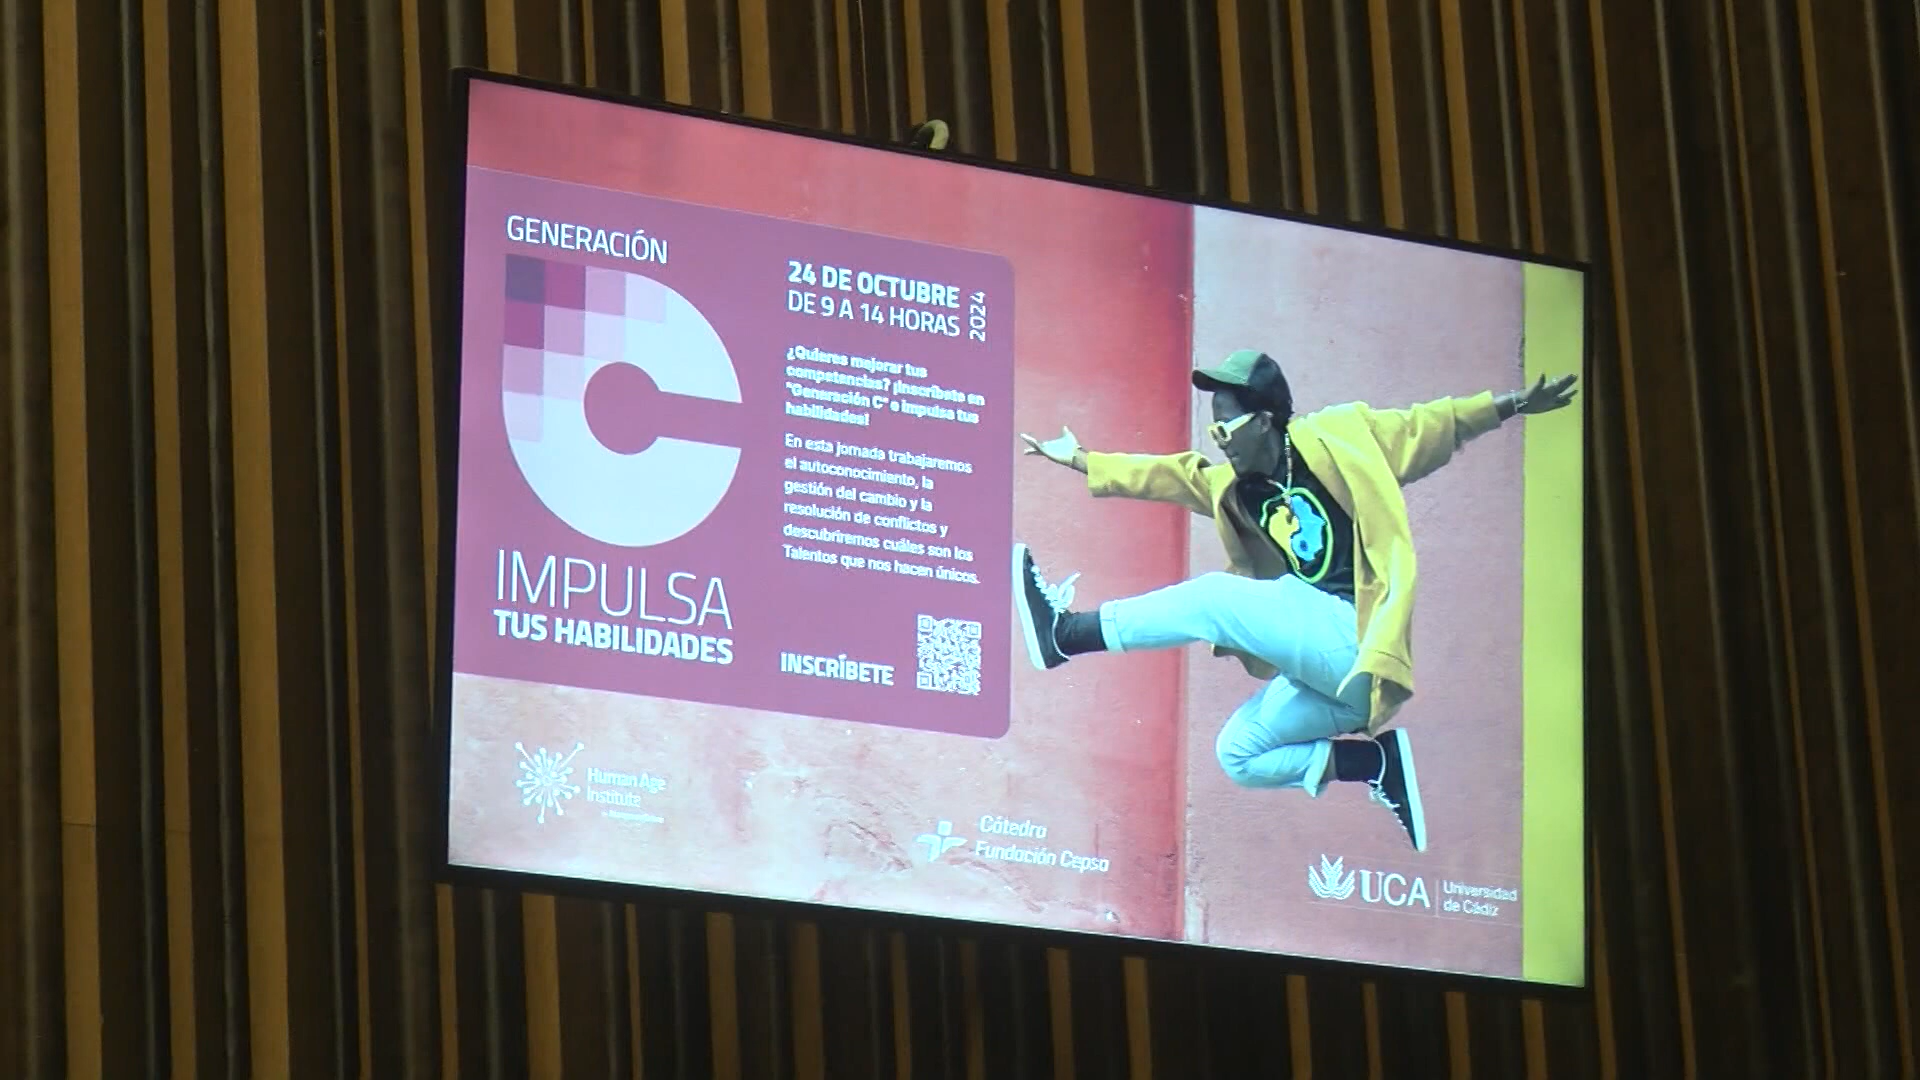 GENERACIÓN
C
IMPULSA
TUS HABILIDADES
24 DE OCTUBRE
DE 9 A 14 HORAS
2024
¿Quieres mejorar tus
competencias? ¡Inscríbete en
"Generación C" e impulsa tus
habilidades!
En esta jornada trabajaremos
el autoconocimiento, la
gestión del cambio y la
resolución de conflictos y
descubriremos cuáles son los
Talentos que nos hacen únicos.
INSCRÍBETE
Human Age
Institute
Cátedra
Fundación Cepsa
UCA
Universidad
de Cádiz